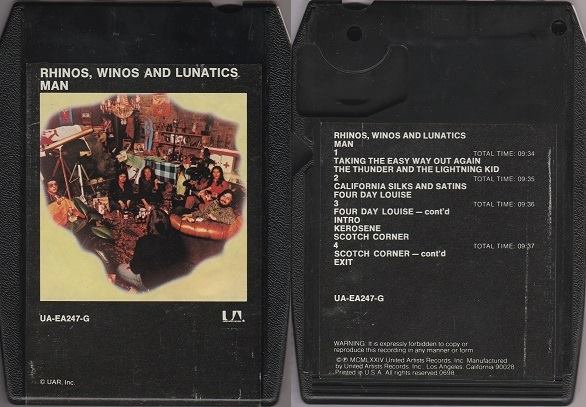 RHINOS, WINOS AND LUNATICS
MAN
UA-EA247-G
UA
© UAR, Inc.
RHINOS, WINOS AND LUNATICS
MAN
1 TOTAL TIME: 09:34
TAKING THE EASY WAY OUT AGAIN
THE THUNDER AND THE LIGHTNING KID
2 TOTAL TIME: 09:35
CALIFORNIA SILKS AND SATINS
FOUR DAY LOUISE
3 TOTAL TIME: 09:36
FOUR DAY LOUISE — cont'd
INTRO
KEROSENE
SCOTCH CORNER
4 TOTAL TIME: 09:37
SCOTCH CORNER — cont'd
EXIT
UA-EA247-G
WARNING: It is expressly forbidden to copy or
reproduce this recording in any manner or form
©℗ MCMLXXIV United Artists Records, Inc. Manufactured
by United Artists Records, Inc., Los Angeles, California 90028
Printed in U.S.A. All rights reserved 0698